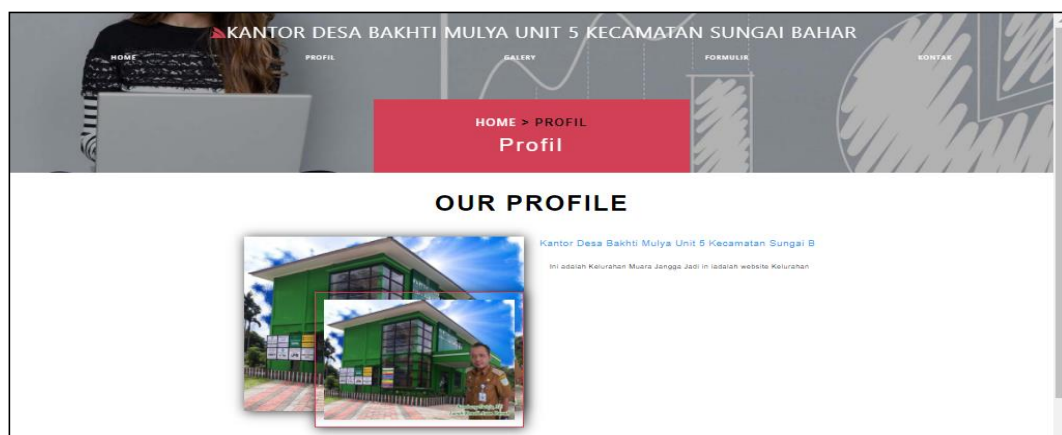 KANTOR DESA BAKHTI MULYA UNIT 5 KECAMATAN SUNGAI BAHAR
HOME PROFIL GALERY FORMULIR KONTAK
HOME > PROFIL
Profil
OUR PROFILE
Kantor Desa Bakhti Mulya Unit 5 Kecamatan Sungai B
Ini adalah Kelurahan Muara Jangga Jadi in iadalah website Kelurahan